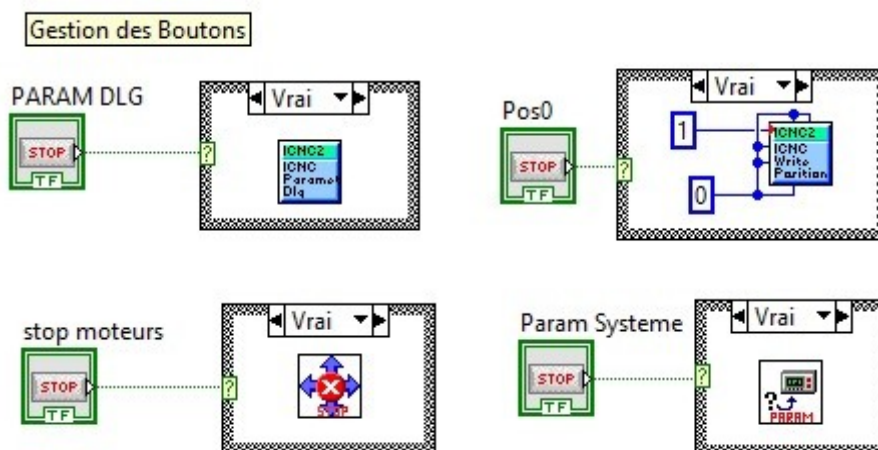 Gestion des Boutons
PARAM DLG
STOP
TF
Vrai
?
ICNC2
ICNC
Paramet
Dlg
Pos0
STOP
TF
Vrai
?
1
0
ICNC2
ICNC
Write
Parition
stop moteurs
STOP
TF
Vrai
?
STOP
Param Systeme
STOP
TF
Vrai
?
?
PARAM